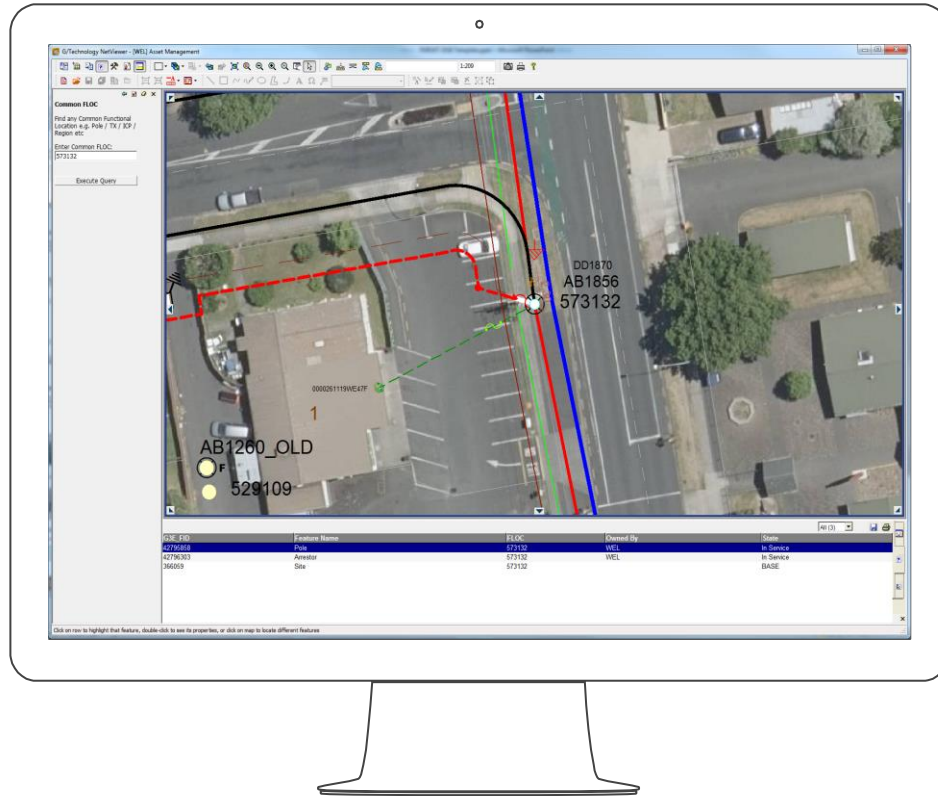 G/Technology NetViewer - [WEL] Asset Management
1:200
Common FLOC
Find any Common Functional
Location e.g. Pole / TX / ICP /
Region etc
Enter Common FLOC:
573132
Execute Query
DD1870
AB1856
573132
0000261119WE47F
1
AB1260_OLD
F
529109
All (3)
G3E_FID Feature Name FLOC Owned By State
42796858 Pole 573132 WEL In Service
42796303 Arrestor 573132 WEL In Service
366059 Site 573132 BASE
Click on row to highlight that feature, double-click to see its properties, or click on map to locate different features